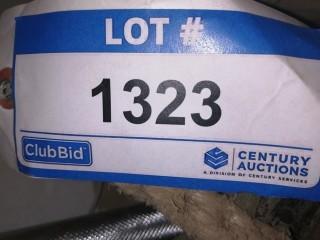 LOT #
1323
ClubBid
CENTURY
AUCTIONS
A DIVISION OF CENTURY SERVICES